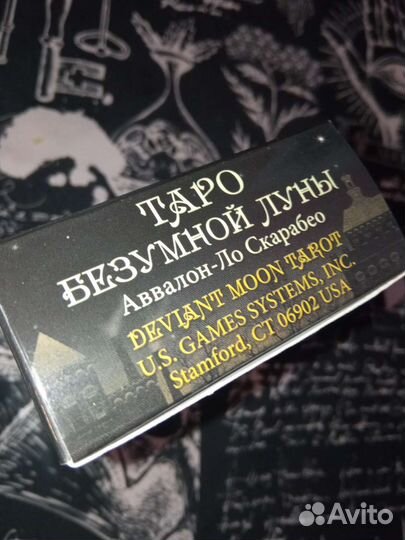 ТАРО
БЕЗУМНОЙ ЛУНЫ
Аввалон-Ло Скарабео
DEVIANT MOON TAROT
U.S. GAMES SYSTEMS, INC.
Stamford, CT 06902 USA
Avito